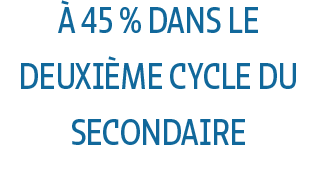 À 45 % DANS LE
DEUXIÈME CYCLE DU
SECONDAIRE